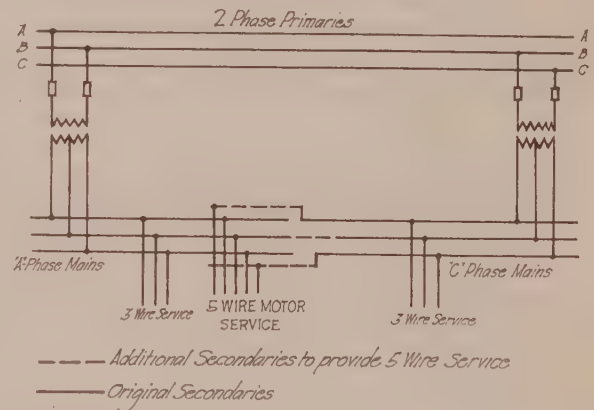 2 Phase Primaries
A
B
C
A
B
C
"A"-Phase Mains
3 Wire Service
5 WIRE MOTOR
SERVICE
3 Wire Service
"C" Phase Mains
Additional Secondaries to provide 5 Wire Service
Original Secondaries